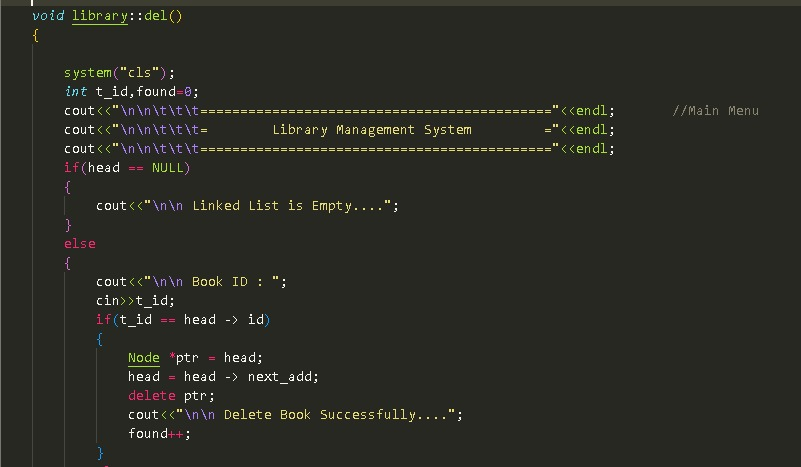 void library::del()
{
system("cls");
int t_id,found=0;
cout<<"\n\n\t\t\t============================================"<<endl; //Main Menu
cout<<"\n\n\t\t\t=        Library Management System         ="<<endl;
cout<<"\n\n\t\t\t============================================"<<endl;
if(head == NULL)
{
cout<<"\n\n Linked List is Empty....";
}
else
{
cout<<"\n\n Book ID : ";
cin>>t_id;
if(t_id == head -> id)
{
Node *ptr = head;
head = head -> next_add;
delete ptr;
cout<<"\n\n Delete Book Successfully....";
found++;
}